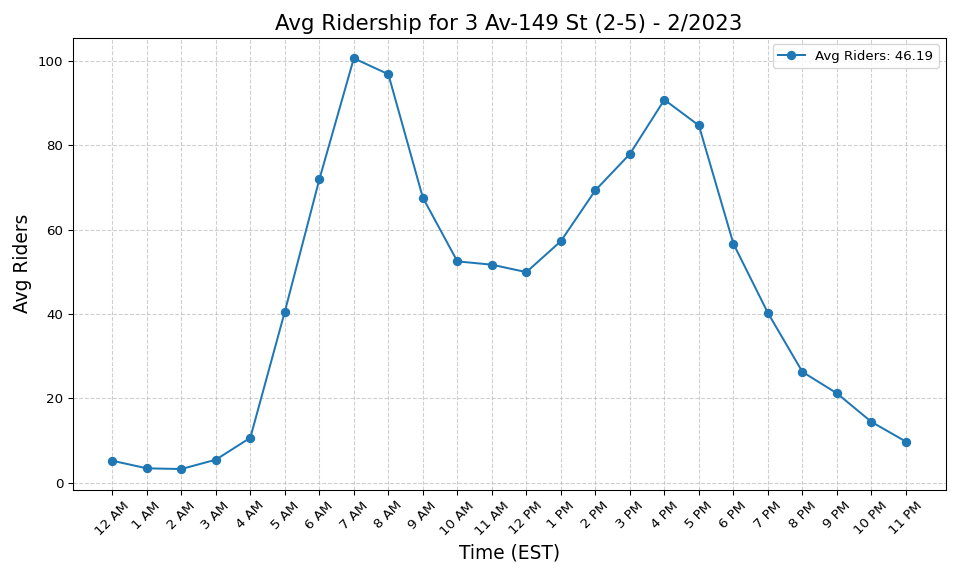 Avg Ridership for 3 Av-149 St (2-5) - 2/2023
Avg Riders: 46.19
Avg Riders
100
80
60
40
20
0
12 AM
1 AM
2 AM
3 AM
4 AM
5 AM
6 AM
7 AM
8 AM
9 AM
10 AM
11 AM
12 PM
1 PM
2 PM
3 PM
4 PM
5 PM
6 PM
7 PM
8 PM
9 PM
10 PM
11 PM
Time (EST)